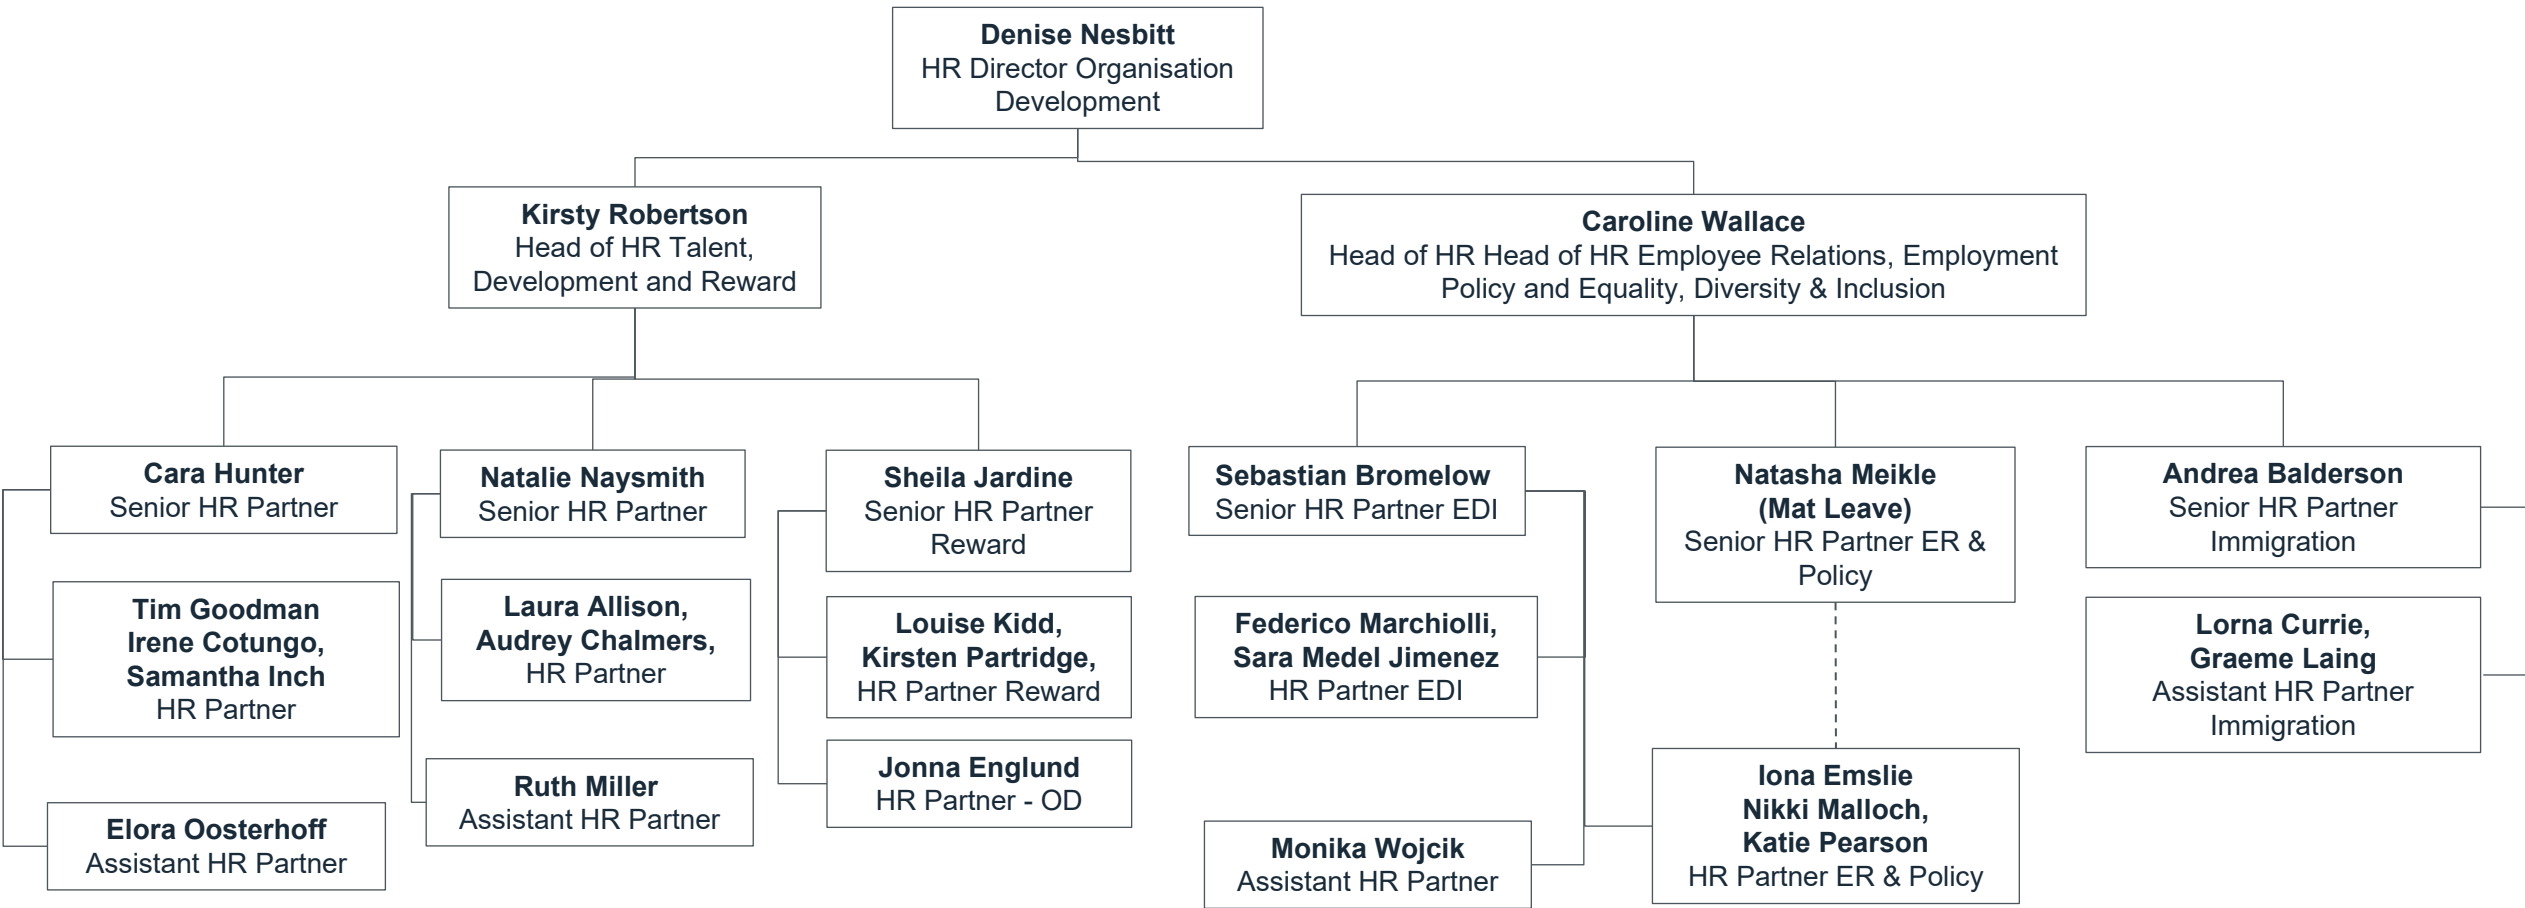 Denise Nesbitt
HR Director Organisation
Development
Kirsty Robertson
Head of HR Talent,
Development and Reward
Caroline Wallace
Head of HR Head of HR Employee Relations, Employment
Policy and Equality, Diversity & Inclusion
Cara Hunter
Senior HR Partner
Natalie Naysmith
Senior HR Partner
Sheila Jardine
Senior HR Partner
Reward
Sebastian Bromelow
Senior HR Partner EDI
Natasha Meikle
(Mat Leave)
Senior HR Partner ER &
Policy
Andrea Balderson
Senior HR Partner
Immigration
Tim Goodman
Irene Cotungo,
Samantha Inch
HR Partner
Laura Allison,
Audrey Chalmers,
HR Partner
Louise Kidd,
Kirsten Partridge,
HR Partner Reward
Federico Marchiolli,
Sara Medel Jimenez
HR Partner EDI
Lorna Currie,
Graeme Laing
Assistant HR Partner
Immigration
Elora Oosterhoff
Assistant HR Partner
Ruth Miller
Assistant HR Partner
Jonna Englund
HR Partner - OD
Monika Wojcik
Assistant HR Partner
Iona Emslie
Nikki Malloch,
Katie Pearson
HR Partner ER & Policy